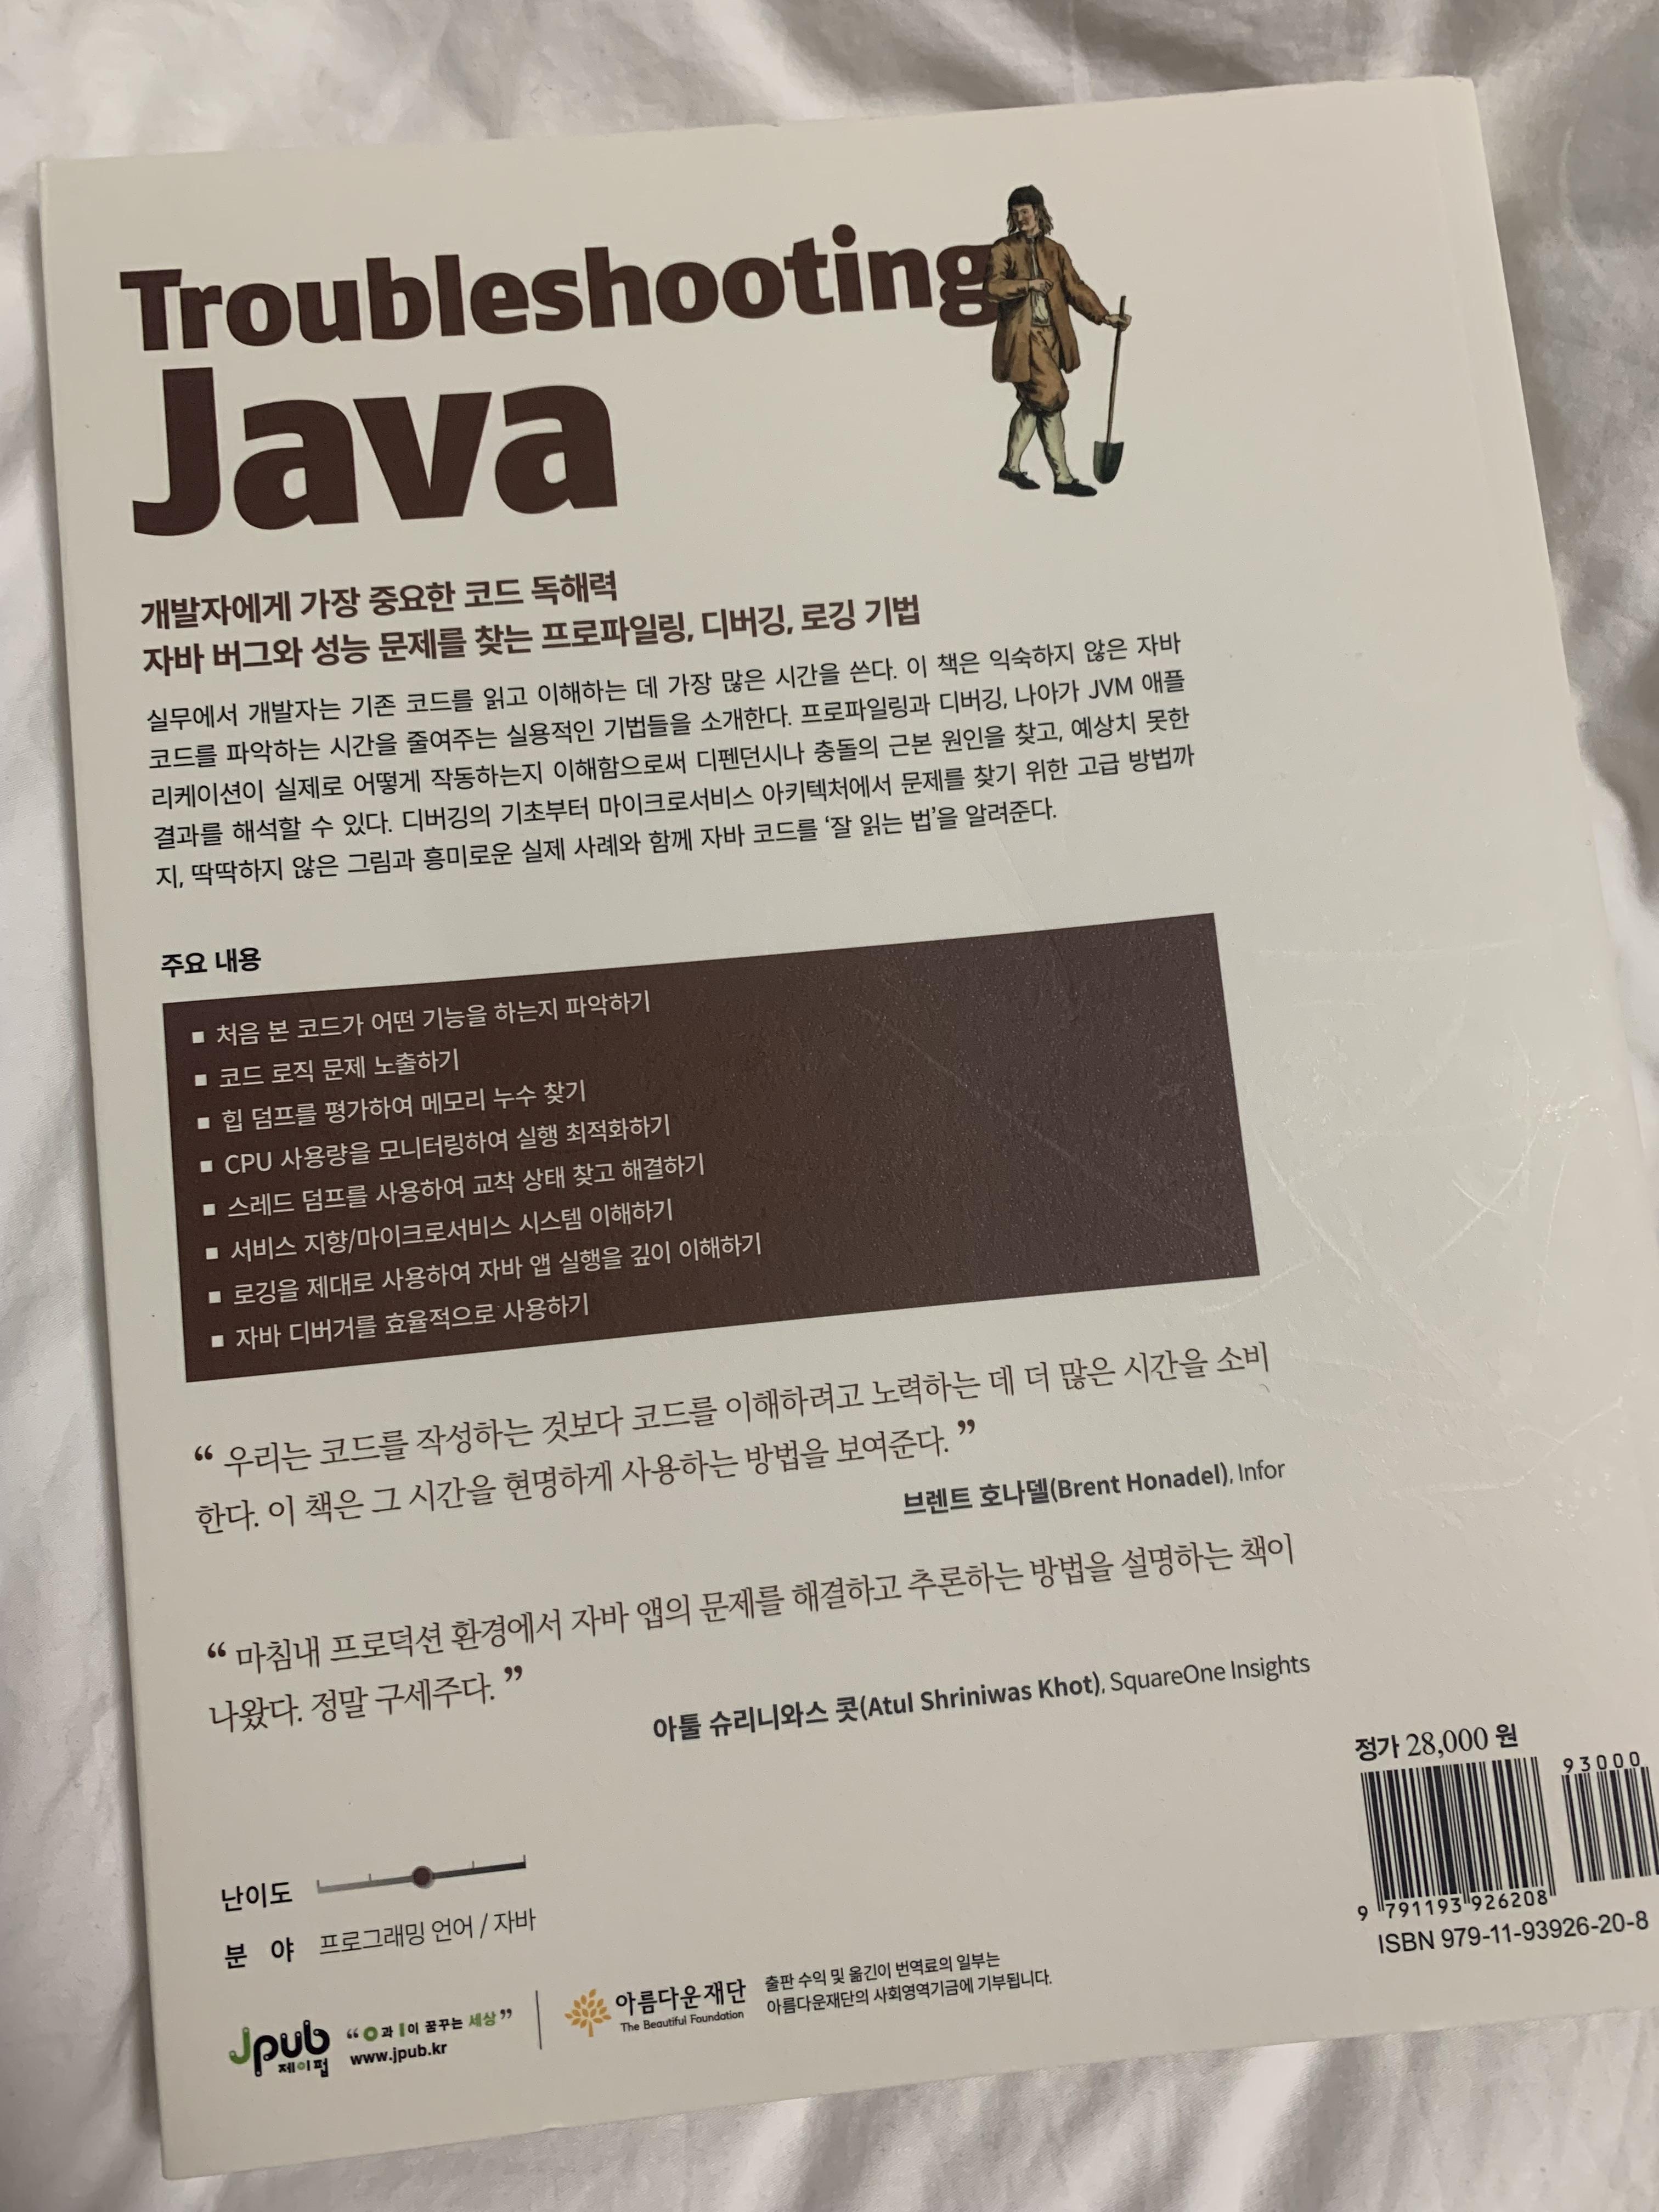 Troubleshooting
Java
개발자에게 가장 중요한 코드 독해력
자바 버그와 성능 문제를 찾는 프로파일링, 디버깅, 로깅 기법
실무에서 개발자는 기존 코드를 읽고 이해하는 데 가장 많은 시간을 쓴다. 이 책은 익숙하지 않은 자바
코드를 파악하는 시간을 줄여주는 실용적인 기법들을 소개한다. 프로파일링과 디버깅, 나아가 JVM 애플
리케이션이 실제로 어떻게 작동하는지 이해함으로써 디펜던시나 충돌의 근본 원인을 찾고, 예상치 못한
결과를 해석할 수 있다. 디버깅의 기초부터 마이크로서비스 아키텍처에서 문제를 찾기 위한 고급 방법까
지, 딱딱하지 않은 그림과 흥미로운 실제 사례와 함께 자바 코드를 ‘잘 읽는 법’을 알려준다.
주요 내용
■ 처음 본 코드가 어떤 기능을 하는지 파악하기
■ 코드 로직 문제 노출하기
■ 힙 덤프를 평가하여 메모리 누수 찾기
■ CPU 사용량을 모니터링하여 실행 최적화하기
■ 스레드 덤프를 사용하여 교착 상태 찾고 해결하기
■ 서비스 지향/마이크로서비스 시스템 이해하기
■ 로깅을 제대로 사용하여 자바 앱 실행을 깊이 이해하기
■ 자바 디버거를 효율적으로 사용하기
“ 우리는 코드를 작성하는 것보다 코드를 이해하려고 노력하는 데 더 많은 시간을 소비
한다. 이 책은 그 시간을 현명하게 사용하는 방법을 보여준다. ”
브렌트 호나델(Brent Honadel), Infor
“ 마침내 프로덕션 환경에서 자바 앱의 문제를 해결하고 추론하는 방법을 설명하는 책이
나왔다. 정말 구세주다. ”
아툴 슈리니와스 콧(Atul Shriniwas Khot), SquareOne Insights
정가 28,000 원
93000
9 791193 926208
ISBN 979-11-93926-20-8
난이도
분 야 프로그래밍 언어 / 자바
Jpub
제이펍
“ O과 I이 꿈꾸는 세상 ”
www.jpub.kr
아름다운재단
The Beautiful Foundation
출판 수익 및 옮긴이 번역료의 일부는
아름다운재단의 사회영역기금에 기부됩니다.